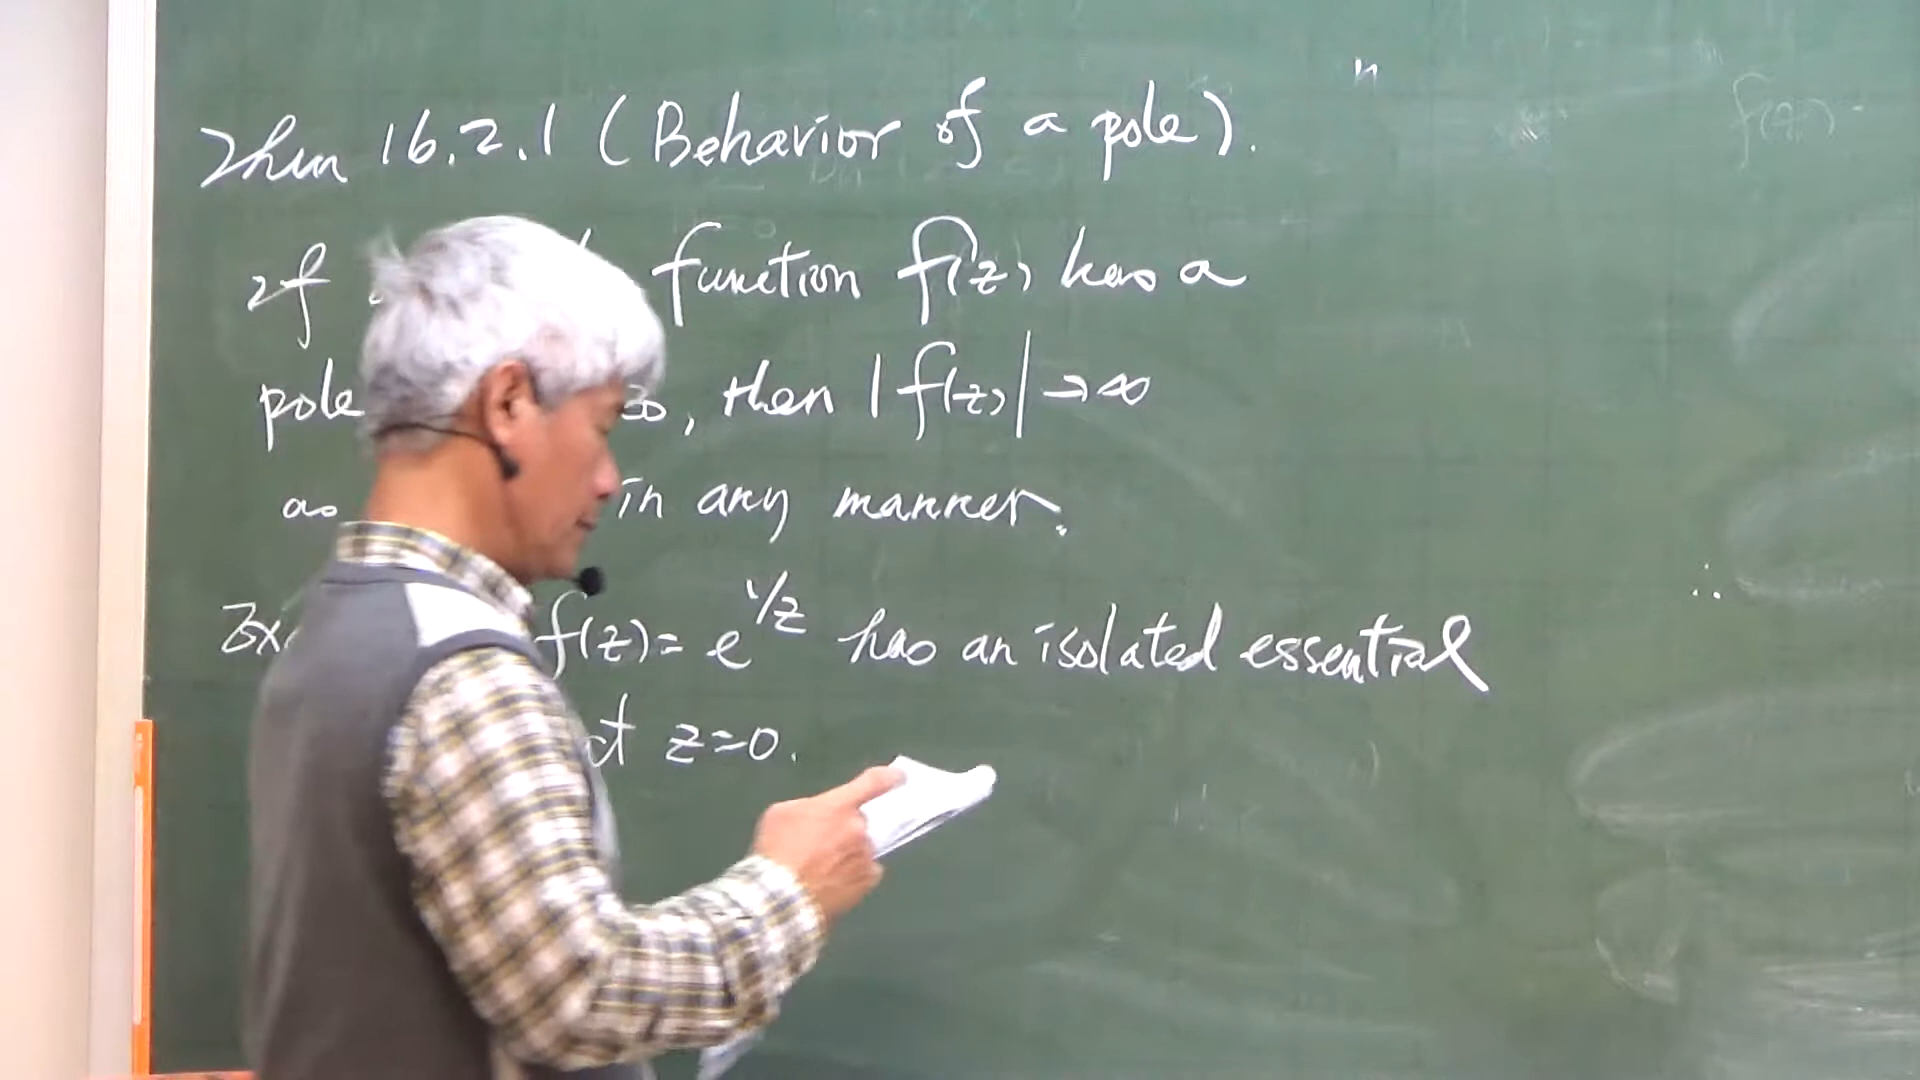 Thm 16.2.1 (Behavior of a pole).
If function f(z) has a
pole , then |f(z)| → ∞
as in any manner.
f(z) = e^{1/z} has an isolated essential
at z=0.